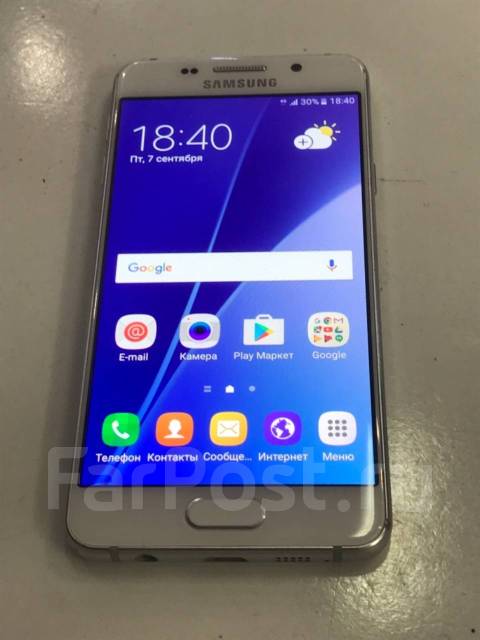 SAMSUNG
30% 18:40
18:40
Пт, 7 сентября
Google
E-mail Камера Play Маркет Google
Телефон Контакты Сообще... Интернет Меню
FarPost.ru